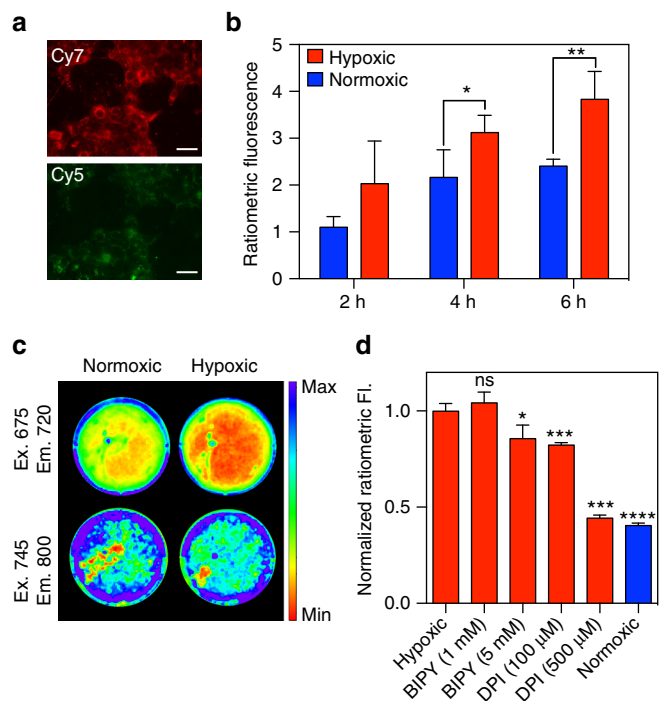 a
Cy7
Cy5
b
Ratiometric fluorescence
5
4
3
2
1
0
Hypoxic
Normoxic
*
**
2 h
4 h
6 h
c
Normoxic
Hypoxic
Ex. 675
Em. 720
Ex. 745
Em. 800
Max
Min
d
Normalized ratiometric Fl.
1.0
0.5
0.0
ns
*
***
***
****
Hypoxic
BIPY (1 mM)
BIPY (5 mM)
DPI (100 µM)
DPI (500 µM)
Normoxic